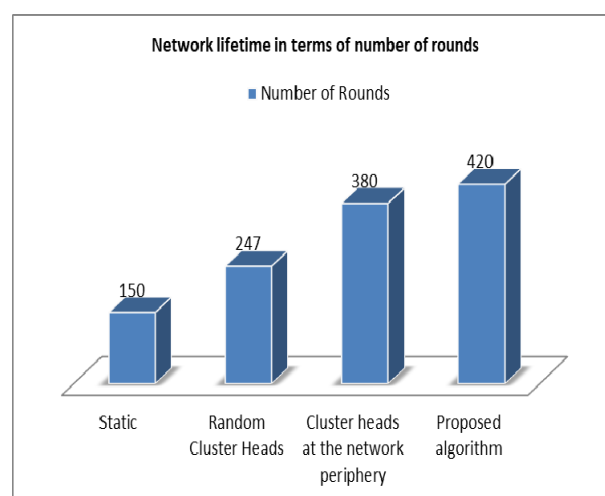 Network lifetime in terms of number of rounds
Number of Rounds
150
247
380
420
Static
Random
Cluster Heads
Cluster heads
at the network
periphery
Proposed
algorithm